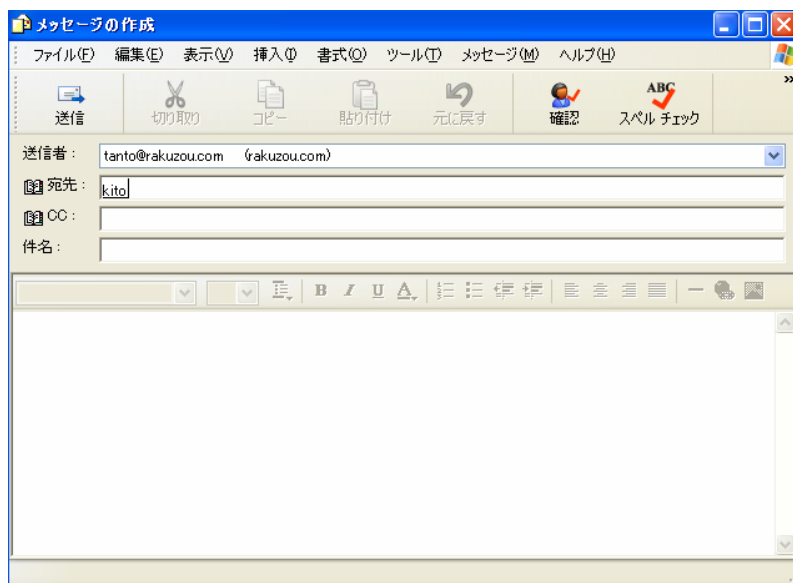 メッセージの作成
ファイル(F) 編集(E) 表示(V) 挿入(I) 書式(O) ツール(T) メッセージ(M) ヘルプ(H)
送信 切り取り コピー 貼り付け 元に戻す 確認 ABC スペル チェック
送信者: tanto@rakuzou.com (rakuzou.com)
宛先: kito
CC:
件名:
B I U A